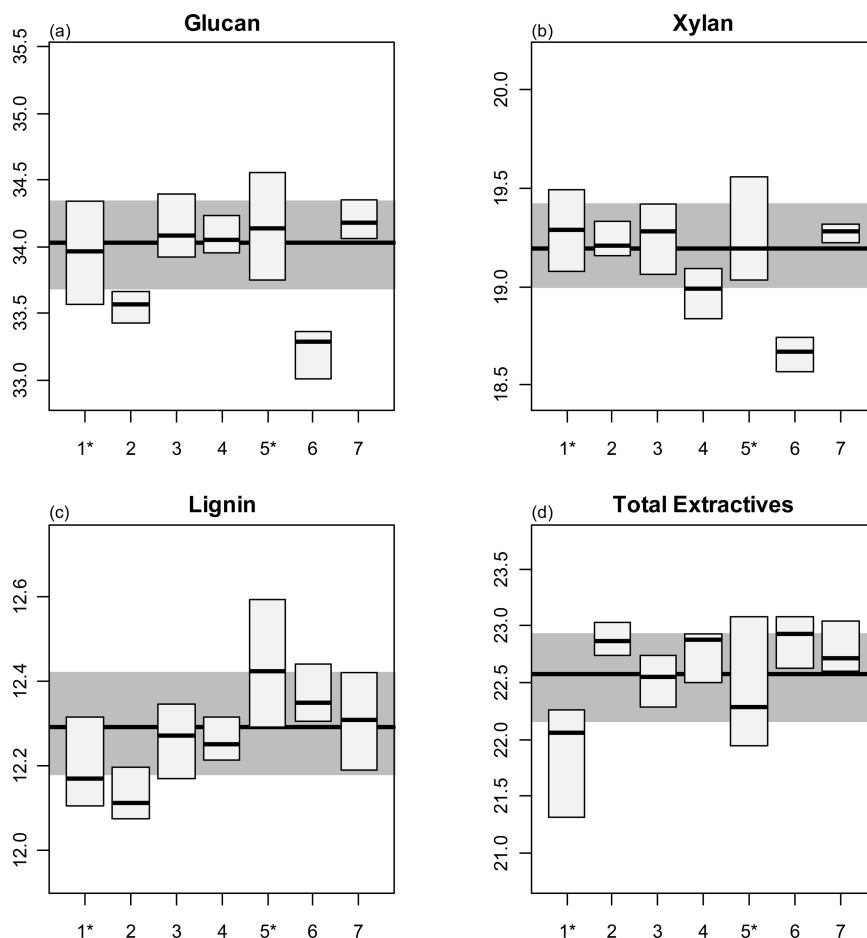 (a) Glucan
35.5
35.0
34.5
34.0
33.5
33.0
1* 2 3 4 5* 6 7
(b) Xylan
20.0
19.5
19.0
18.5
1* 2 3 4 5* 6 7
(c) Lignin
12.6
12.4
12.2
12.0
1* 2 3 4 5* 6 7
(d) Total Extractives
23.5
23.0
22.5
22.0
21.5
21.0
1* 2 3 4 5* 6 7